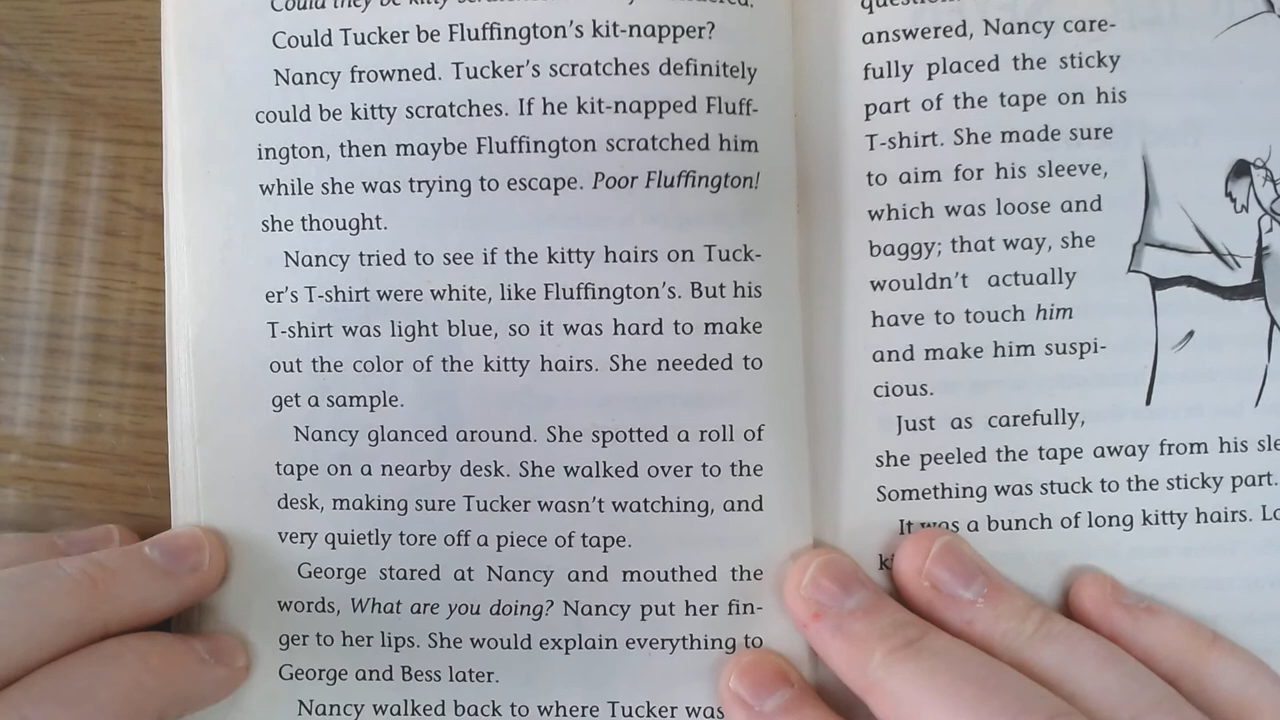 Could Tucker be Fluffington's kit-napper?
Nancy frowned. Tucker's scratches definitely
could be kitty scratches. If he kit-napped Fluff-
ington, then maybe Fluffington scratched him
while she was trying to escape. Poor Fluffington!
she thought.
Nancy tried to see if the kitty hairs on Tuck-
er's T-shirt were white, like Fluffington's. But his
T-shirt was light blue, so it was hard to make
out the color of the kitty hairs. She needed to
get a sample.
Nancy glanced around. She spotted a roll of
tape on a nearby desk. She walked over to the
desk, making sure Tucker wasn't watching, and
very quietly tore off a piece of tape.
George stared at Nancy and mouthed the
words, What are you doing? Nancy put her fin-
ger to her lips. She would explain everything to
George and Bess later.
Nancy walked back to where Tucker was
answered, Nancy care-
fully placed the sticky
part of the tape on his
T-shirt. She made sure
to aim for his sleeve,
which was loose and
baggy; that way, she
wouldn't actually
have to touch him
and make him suspi-
cious.
Just as carefully,
she peeled the tape away from his
Something was stuck to the sticky part.
It was a bunch of long kitty hairs.